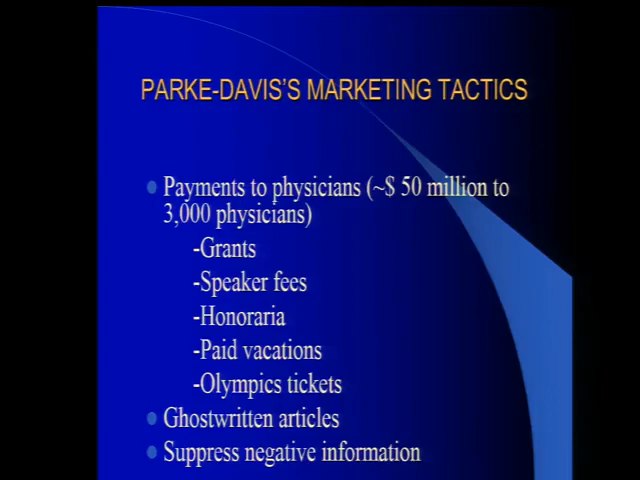 PARKE-DAVIS'S MARKETING TACTICS
Payments to physicians (~$ 50 million to
3,000 physicians)
-Grants
-Speaker fees
-Honoraria
-Paid vacations
-Olympics tickets
Ghostwritten articles
Suppress negative information